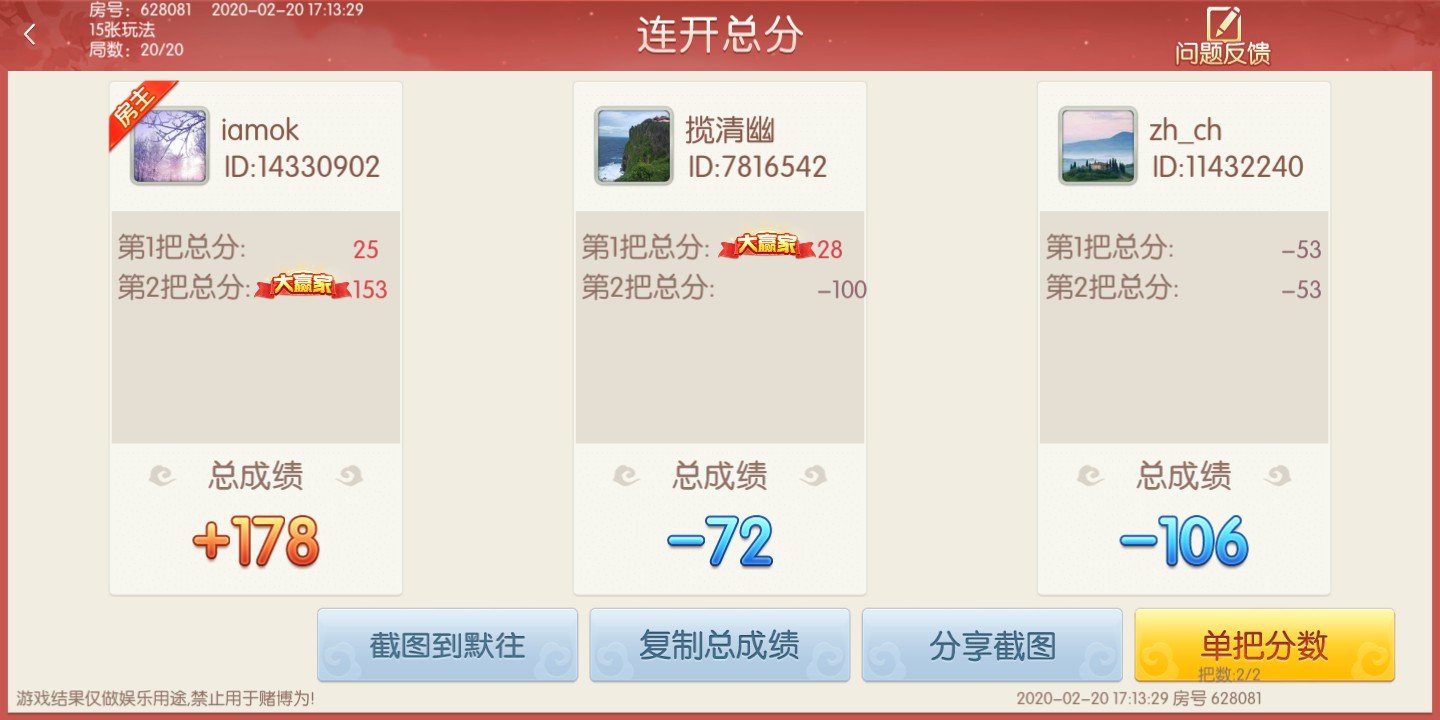 房号：628081 2020-02-20 17:13:29
15张玩法
局数：20/20
连开总分
问题反馈
房主
iamok
ID:14330902
第1把总分: 25
第2把总分: 大赢家 153
总成绩
+178
揽清幽
ID:7816542
第1把总分: 大赢家 28
第2把总分: -100
总成绩
-72
zh_ch
ID:11432240
第1把总分: -53
第2把总分: -53
总成绩
-106
截图到默往
复制总成绩
分享截图
单把分数
把数:2/2
游戏结果仅做娱乐用途,禁止用于赌博为!
2020-02-20 17:13:29 房号 628081